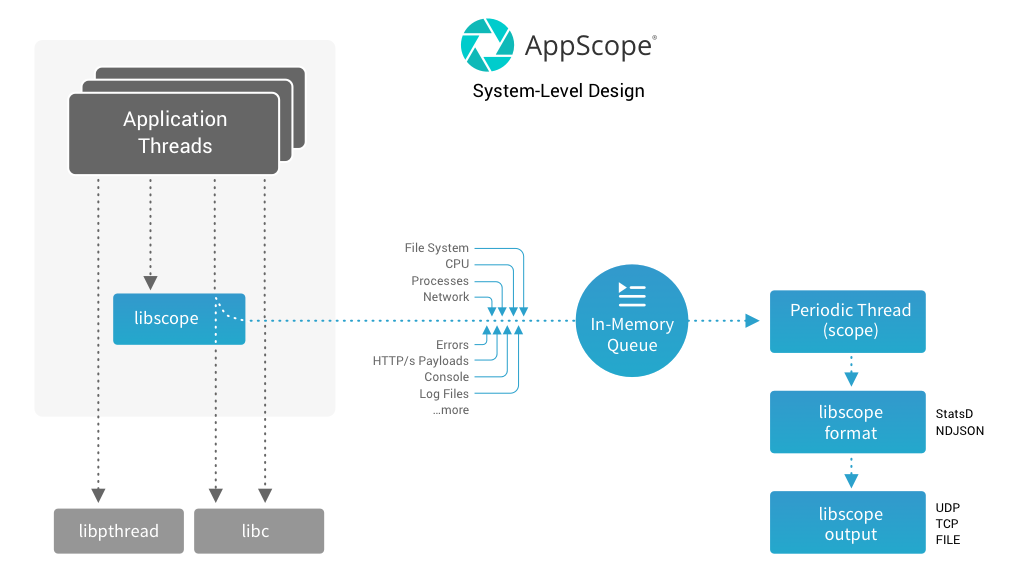 AppScope®
System-Level Design
Application
Threads
libscope
File System
CPU
Processes
Network
Errors
HTTP/s Payloads
Console
Log Files
...more
In-Memory
Queue
Periodic Thread
(scope)
libscope
format
StatsD
NDJSON
libscope
output
UDP
TCP
FILE
libpthread
libc